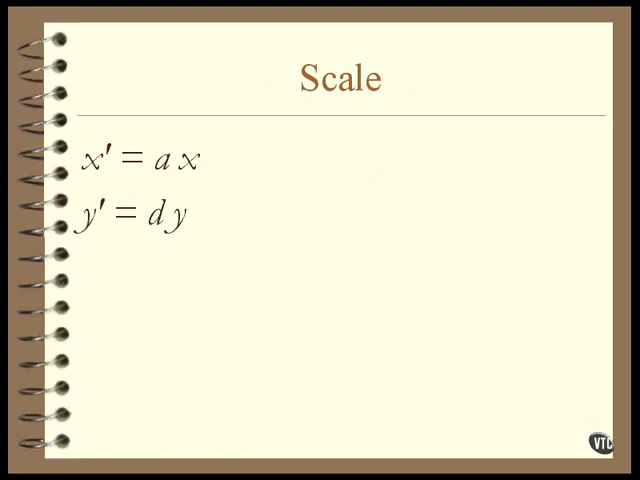 Scale
x' = a x
y' = d y
VTC